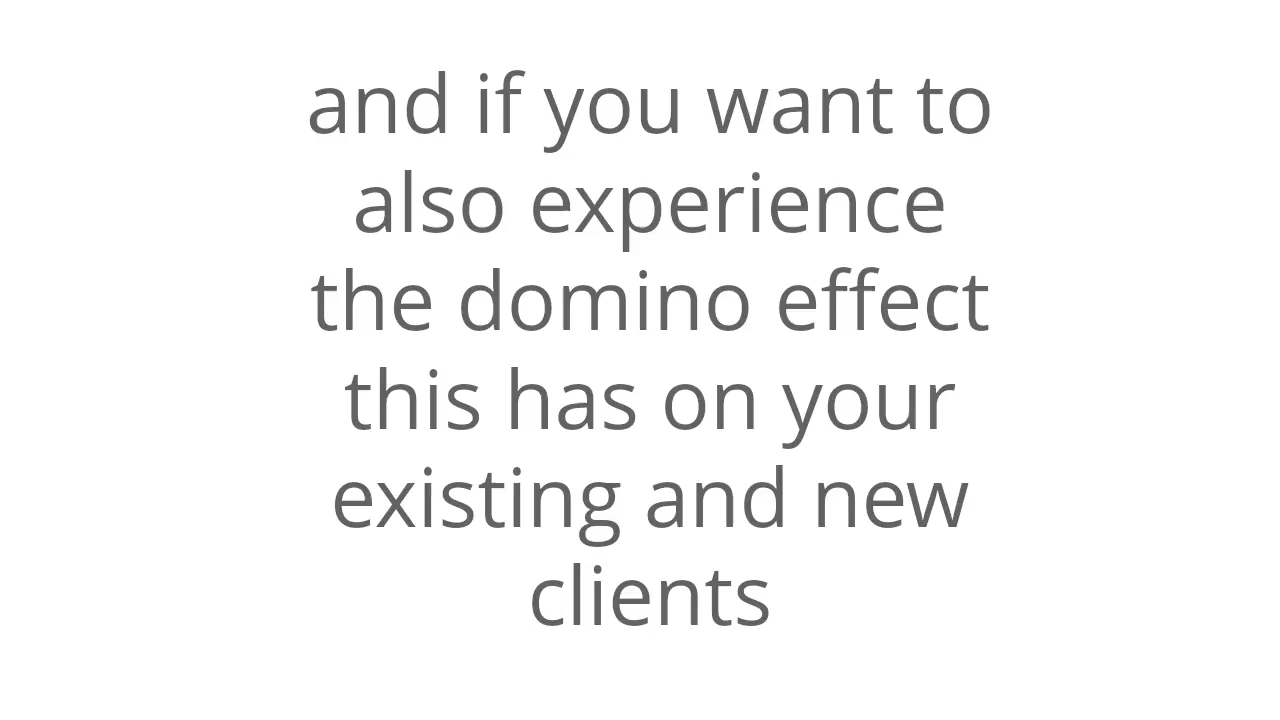 and if you want to
also experience
the domino effect
this has on your
existing and new
clients